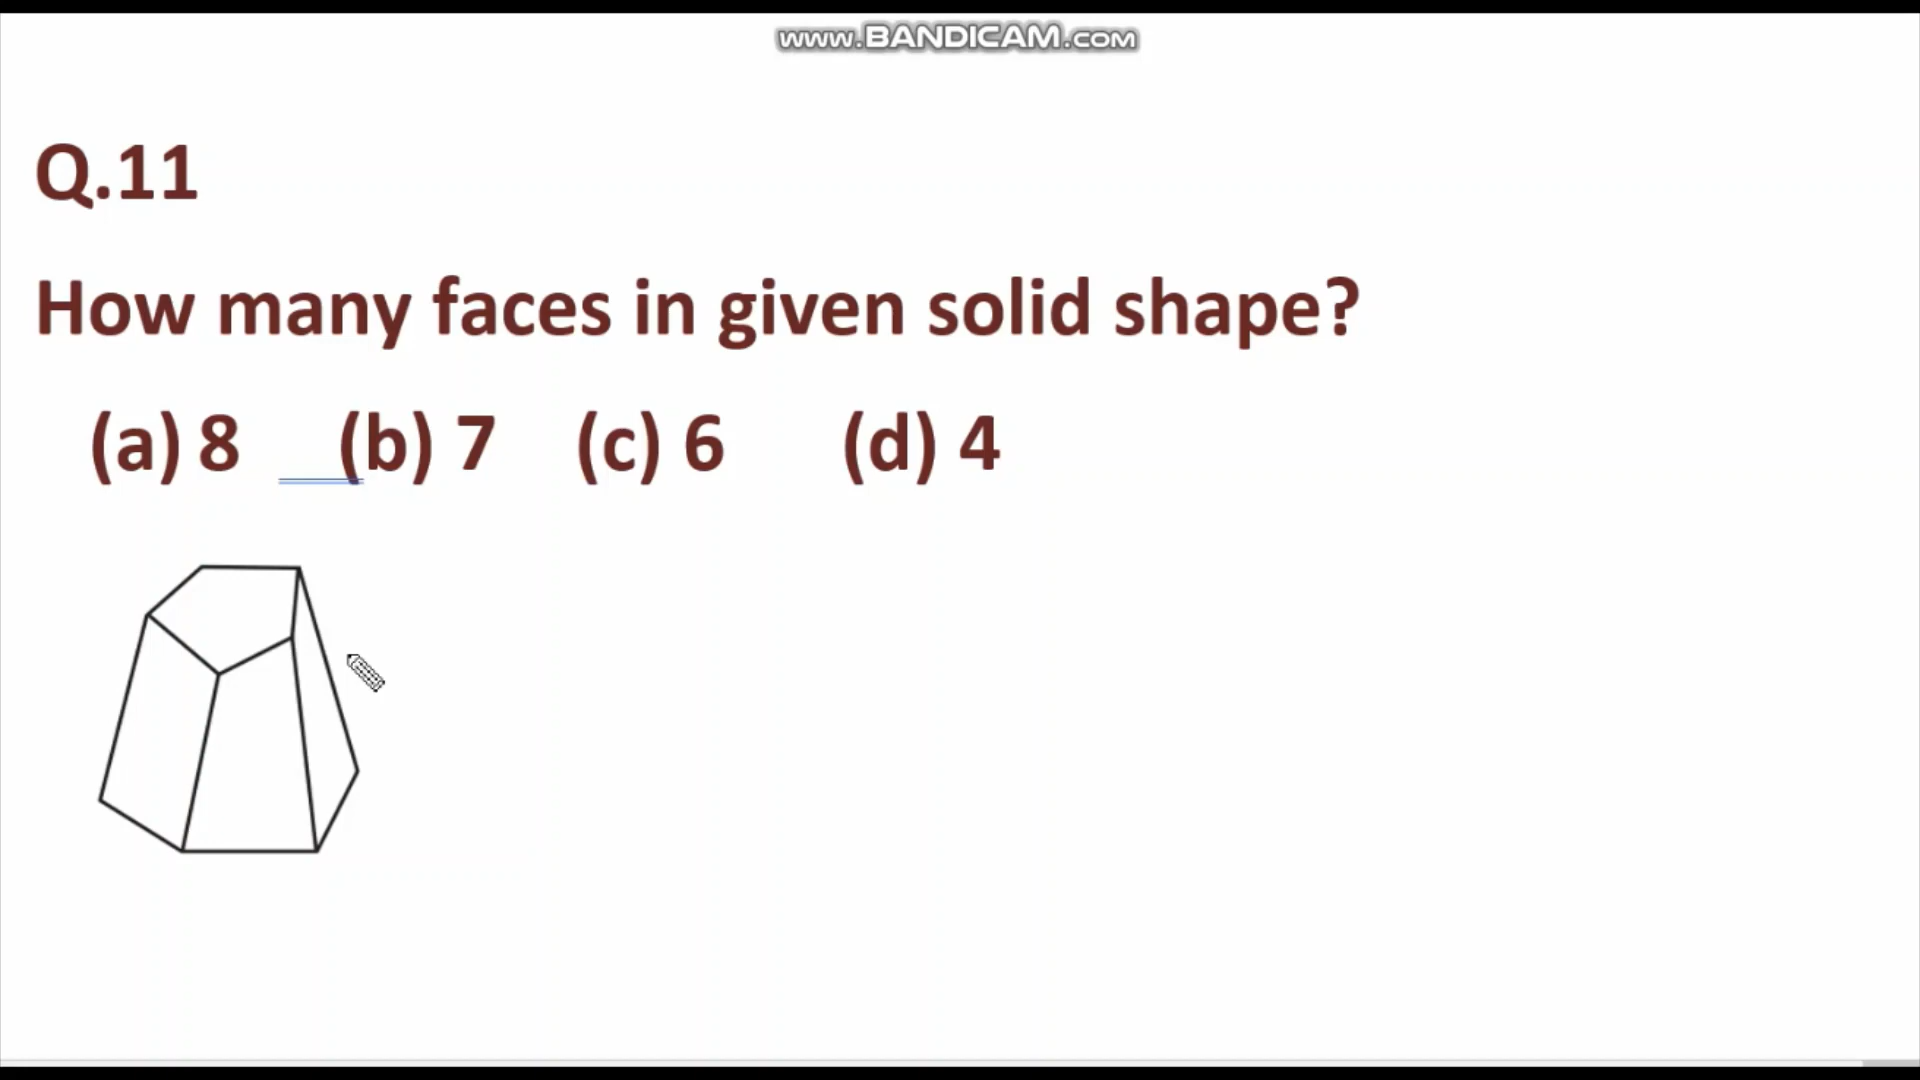 www.BANDICAM.com
Q.11
How many faces in given solid shape?
(a) 8 (b) 7 (c) 6 (d) 4